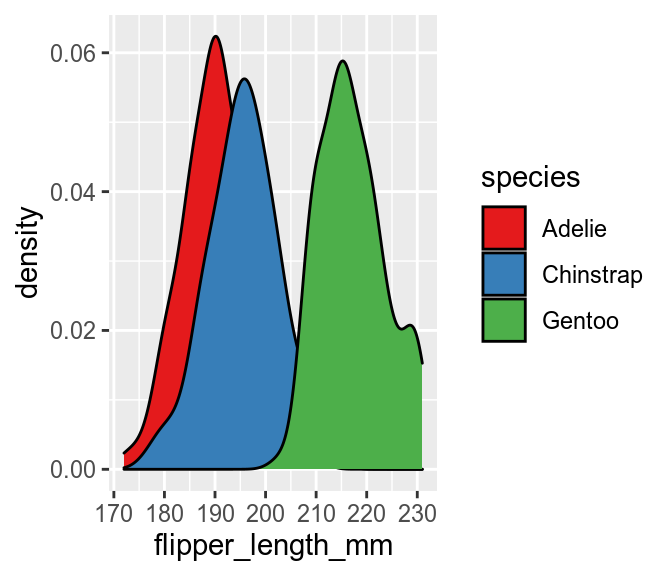 0.06
0.04
0.02
0.00
density
170 180 190 200 210 220 230
flipper_length_mm
species
Adelie
Chinstrap
Gentoo